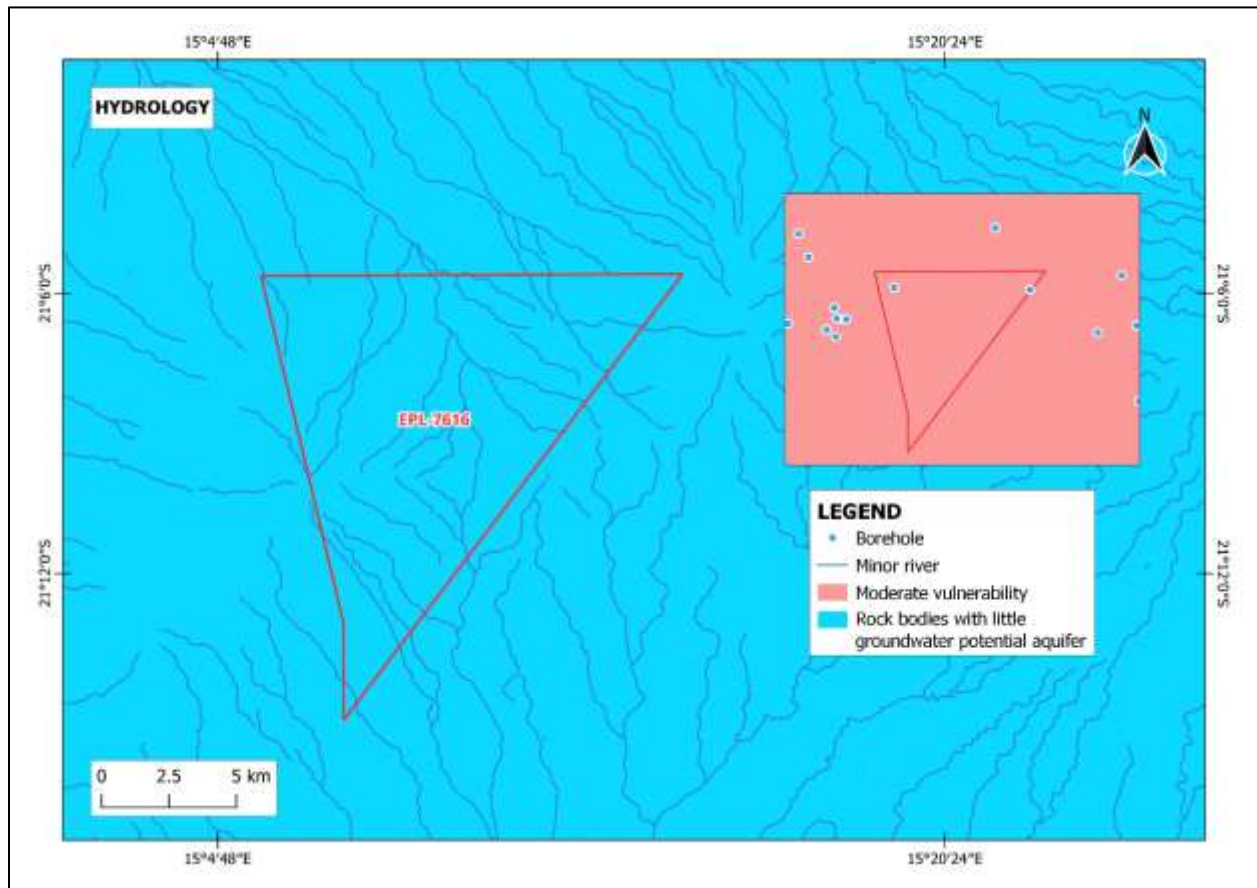 15°4'48"E
15°20'24"E
HYDROLOGY
N
21°6'0"S
21°6'0"S
EPL-7616
LEGEND
Borehole
Minor river
Moderate vulnerability
Rock bodies with little
groundwater potential aquifer
21°12'0"S
21°12'0"S
0 2.5 5 km
15°4'48"E
15°20'24"E